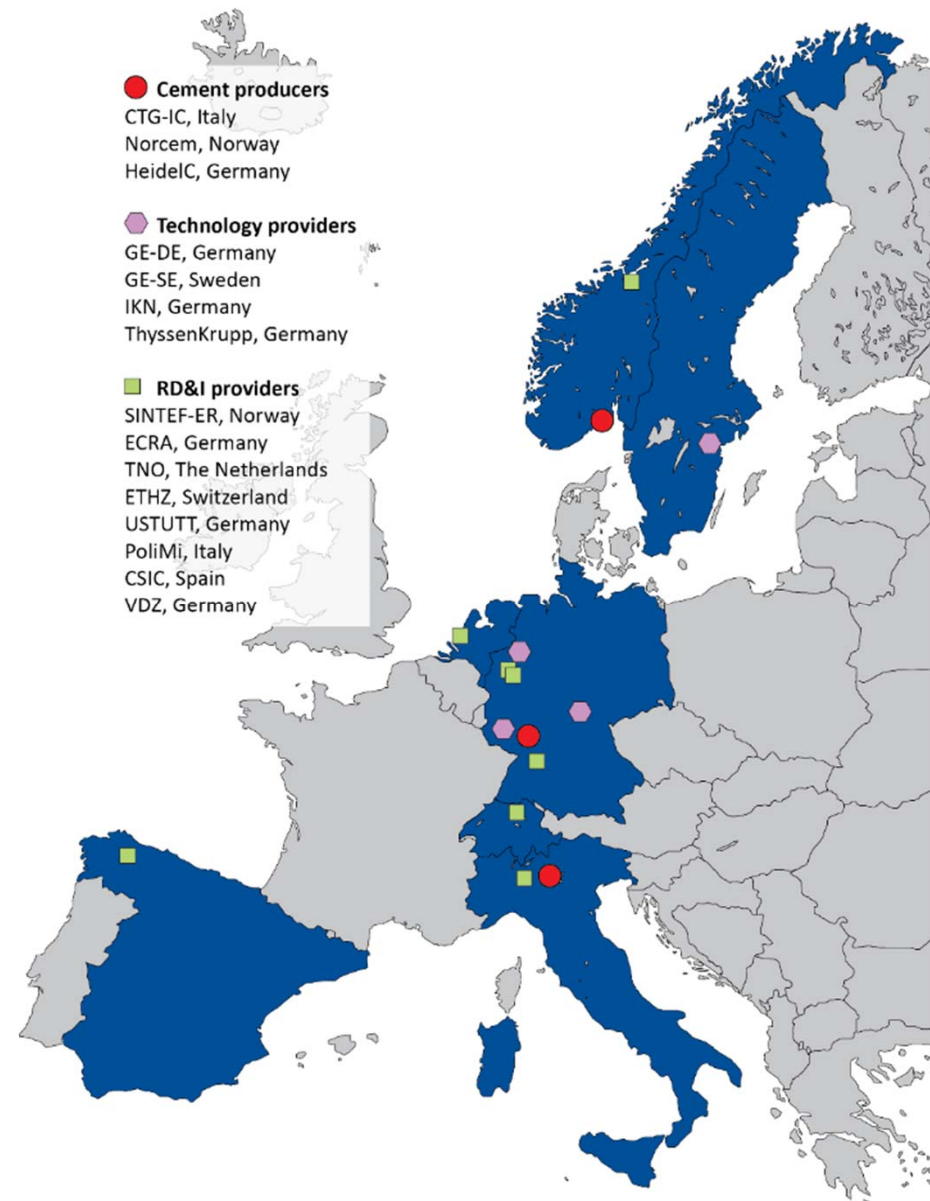 Cement producers
CTG-IC, Italy
Norcem, Norway
HeidelC, Germany
Technology providers
GE-DE, Germany
GE-SE, Sweden
IKN, Germany
ThyssenKrupp, Germany
RD&I providers
SINTEF-ER, Norway
ECRA, Germany
TNO, The Netherlands
ETHZ, Switzerland
USTUTT, Germany
PoliMi, Italy
CSIC, Spain
VDZ, Germany